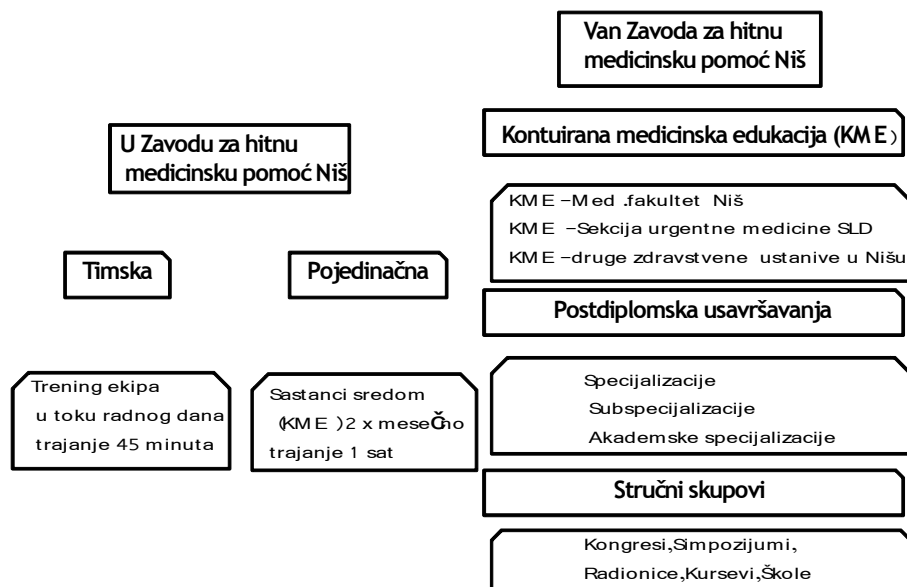 U Zavodu za hitnu
medicinsku pomoć Niš
Timska
Trening ekipa
u toku radnog dana
trajanje 45 minuta
Pojedinačna
Sastanci sredom
(KME )2 x mesečno
trajanje 1 sat
Van Zavoda za hitnu
medicinsku pomoć Niš
Kontuirana medicinska edukacija (KME)
KME -Med .fakultet Niš
KME -Sekcija urgentne medicine SLD
KME -druge zdravstvene ustanive u Nišu
Postdiplomska usavršavanja
Specijalizacije
Subspecijalizacije
Akademske specijalizacije
Stručni skupovi
Kongresi,Simpozijumi,
Radionice,Kursevi,Škole